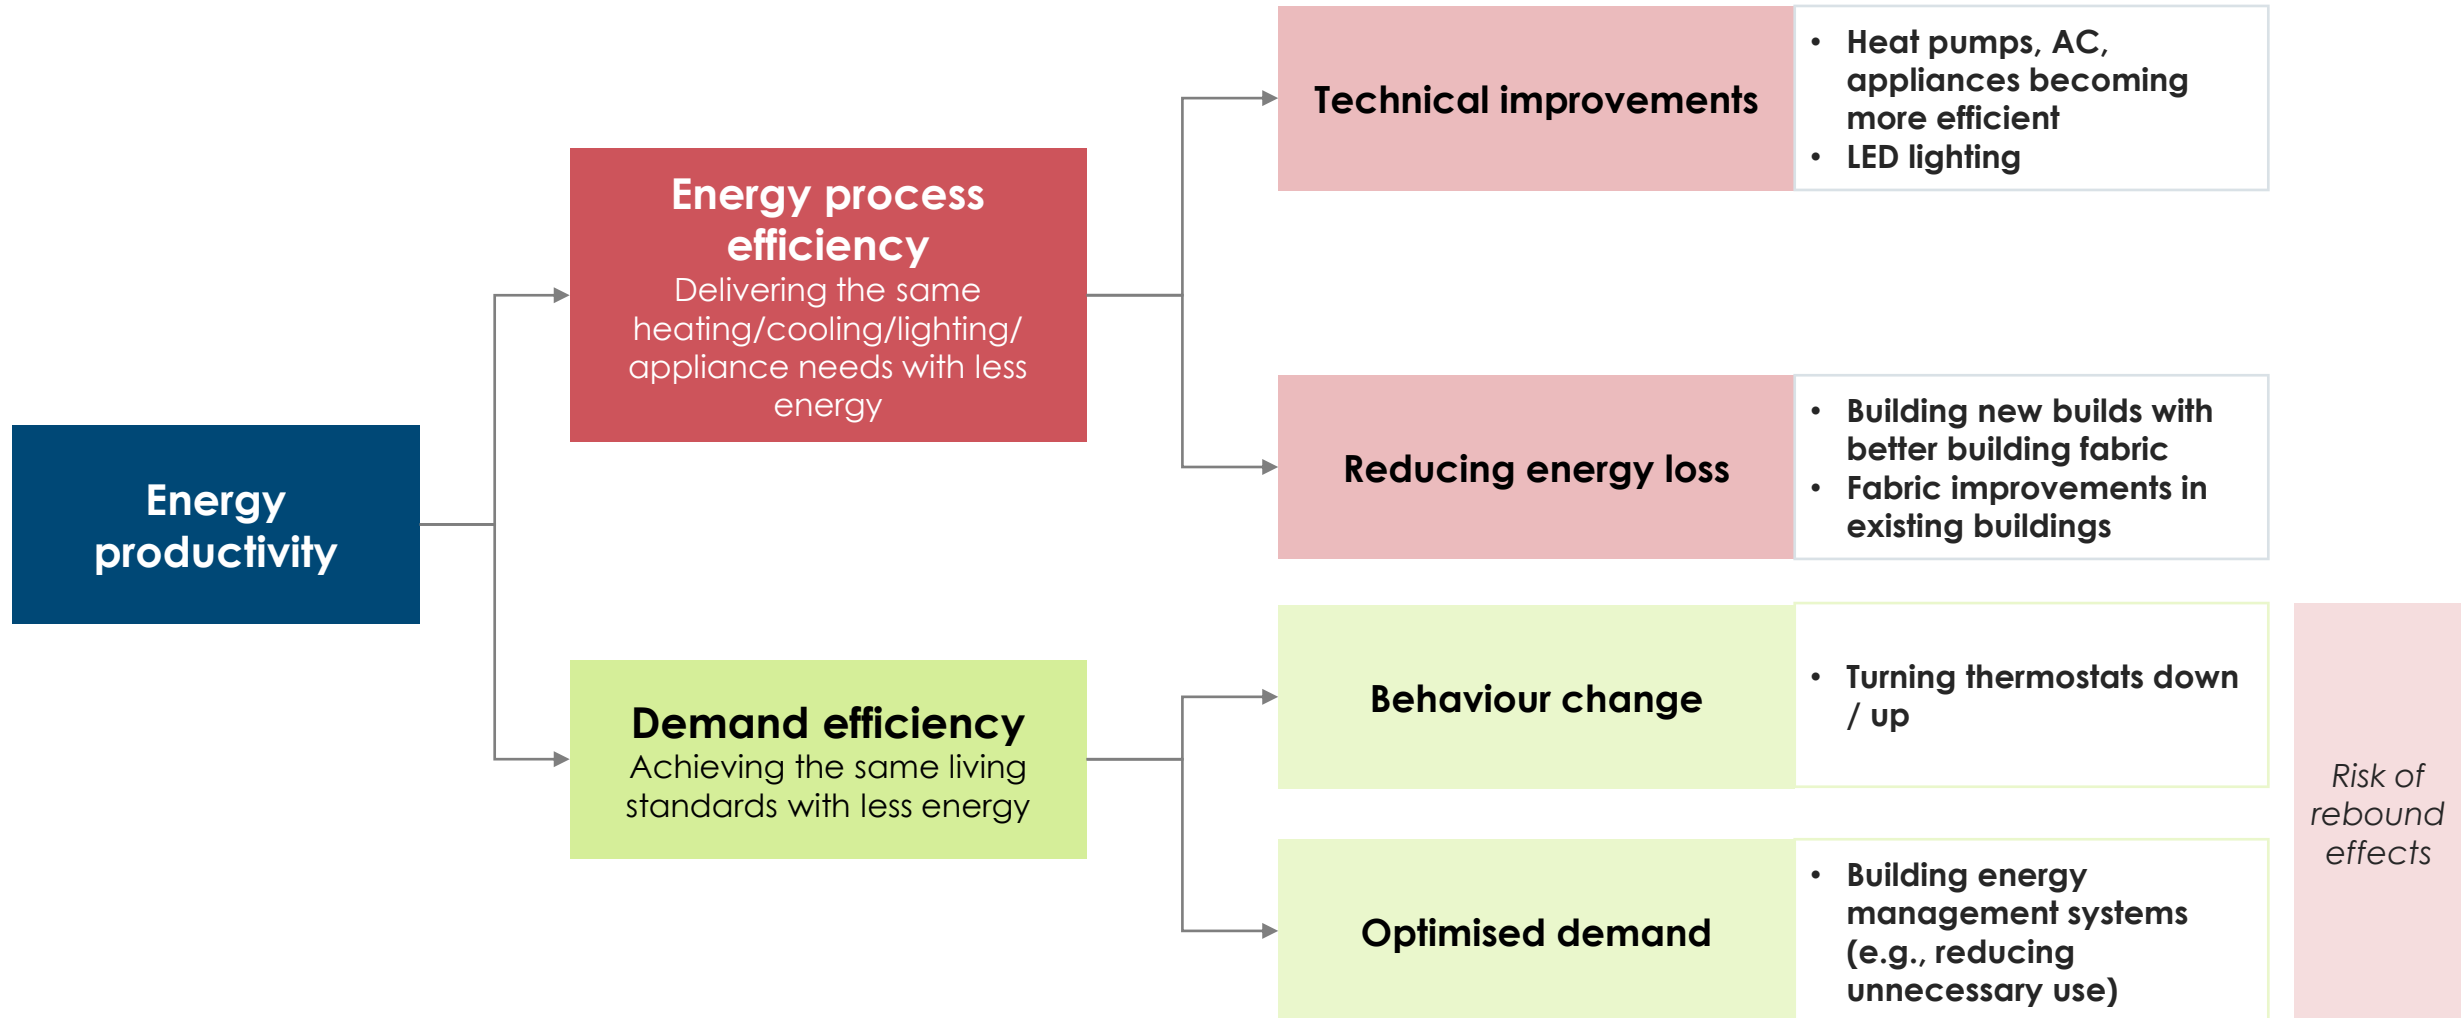 Energy
productivity
Energy process
efficiency
Delivering the same
heating/cooling/lighting/
appliance needs with less
energy
Demand efficiency
Achieving the same living
standards with less energy
Technical improvements
• Heat pumps, AC,
appliances becoming
more efficient
• LED lighting
Reducing energy loss
• Building new builds with
better building fabric
• Fabric improvements in
existing buildings
Behaviour change
• Turning thermostats down
/ up
Optimised demand
• Building energy
management systems
(e.g., reducing
unnecessary use)
Risk of
rebound
effects